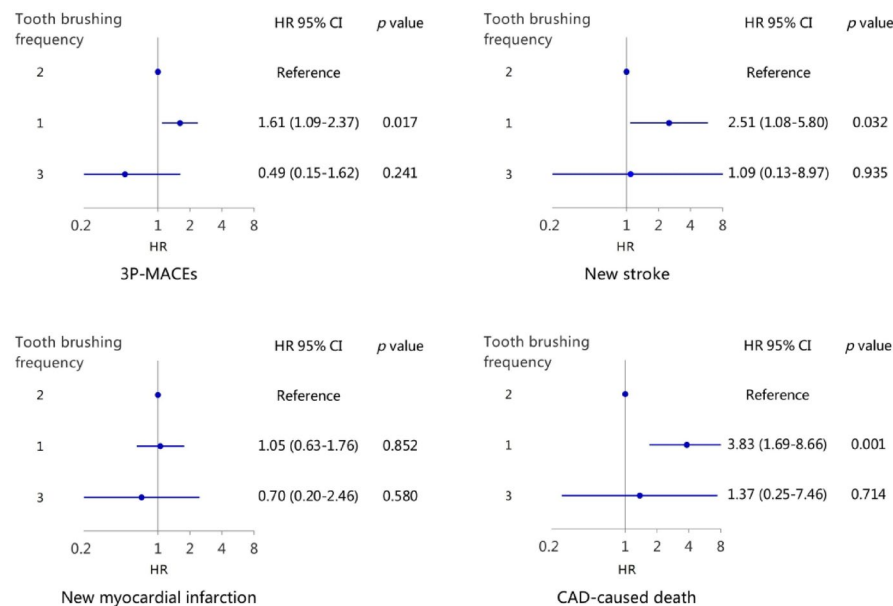 Tooth brushing
frequency HR 95% CI p value
2 Reference
1 1.61 (1.09-2.37) 0.017
3 0.49 (0.15-1.62) 0.241
0.2 1 2 4 8
HR
3P-MACEs
Tooth brushing
frequency HR 95% CI p value
2 Reference
1 2.51 (1.08-5.80) 0.032
3 1.09 (0.13-8.97) 0.935
0.2 1 2 4 8
HR
New stroke
Tooth brushing
frequency HR 95% CI p value
2 Reference
1 1.05 (0.63-1.76) 0.852
3 0.70 (0.20-2.46) 0.580
0.2 1 2 4 8
HR
New myocardial infarction
Tooth brushing
frequency HR 95% CI p value
2 Reference
1 3.83 (1.69-8.66) 0.001
3 1.37 (0.25-7.46) 0.714
0.2 1 2 4 8
HR
CAD-caused death